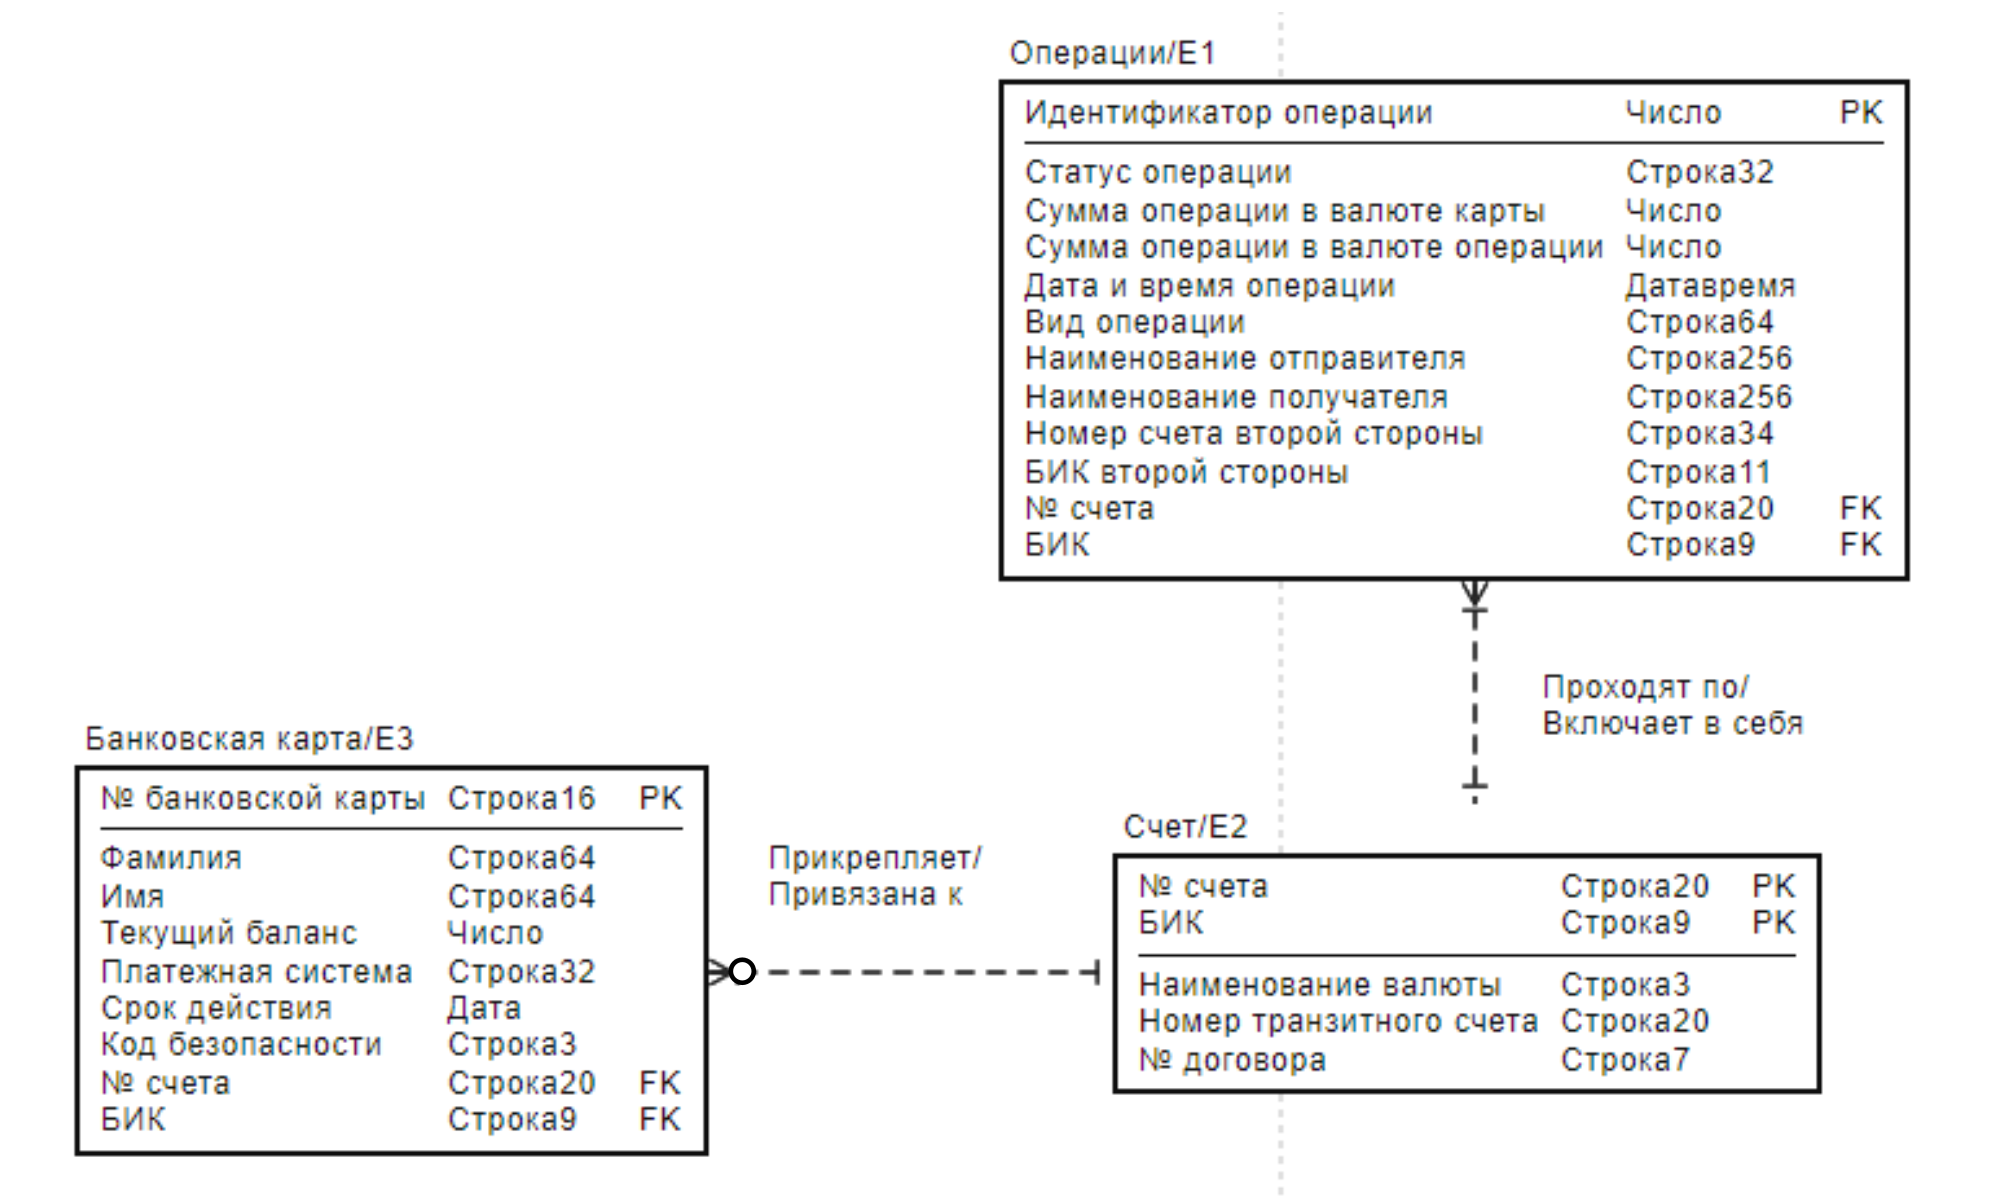 Операции/E1
Идентификатор операции Число PK
Статус операции Строка32
Сумма операции в валюте карты Число
Сумма операции в валюте операции Число
Дата и время операции Датавремя
Вид операции Строка64
Наименование отправителя Строка256
Наименование получателя Строка256
Номер счета второй стороны Строка34
БИК второй стороны Строка11
№ счета Строка20 FK
БИК Строка9 FK
Проходят по/
Включает в себя
Банковская карта/E3
№ банковской карты Строка16 PK
Фамилия Строка64
Имя Строка64
Текущий баланс Число
Платежная система Строка32
Срок действия Дата
Код безопасности Строка3
№ счета Строка20 FK
БИК Строка9 FK
Прикрепляет/
Привязана к
Счет/E2
№ счета Строка20 PK
БИК Строка9 PK
Наименование валюты Строка3
Номер транзитного счета Строка20
№ договора Строка7